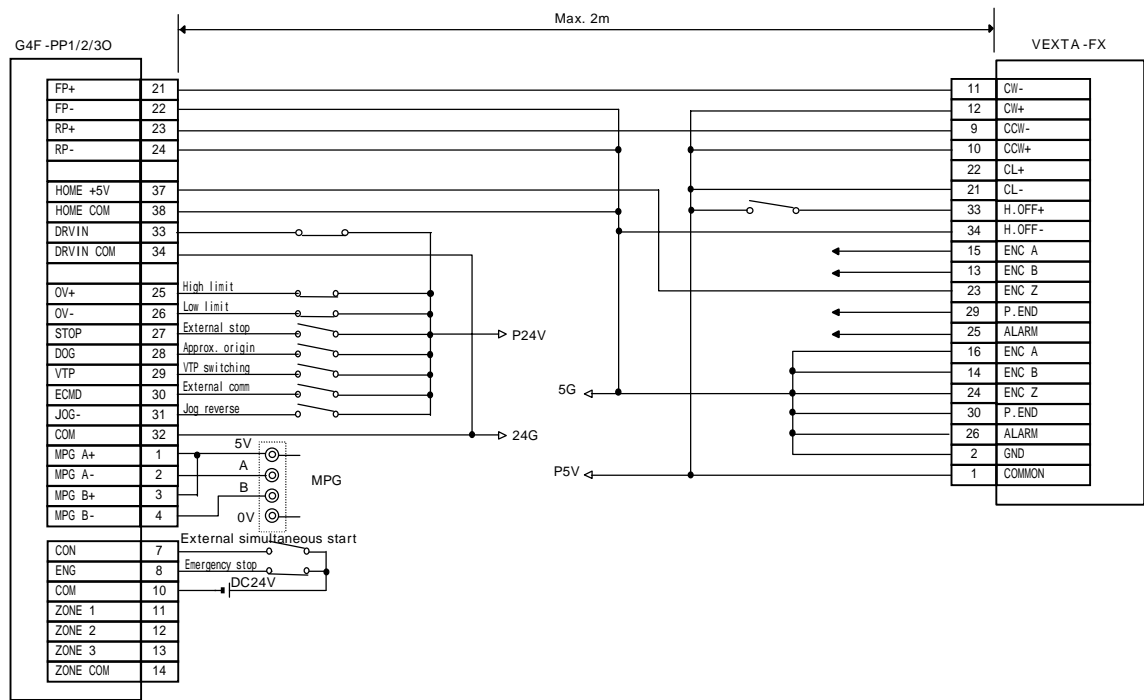 Max. 2m
G4F-PP1/2/3O
VEXTA-FX
FP+ 21
FP- 22
RP+ 23
RP- 24
HOME +5V 37
HOME COM 38
DRVIN 33
DRVIN COM 34
OV+ 25 High limit
OV- 26 Low limit
STOP 27 External stop
DOG 28 Approx. origin
VTP 29 VTP switching
ECMD 30 External comm
JOG- 31 Jog reverse
COM 32
MPG A+ 1
MPG A- 2
MPG B+ 3
MPG B- 4
P24V
24G
5V
A
B
0V
MPG
External simultaneous start
CON 7
ENG 8 Emergency stop
COM 10 DC24V
ZONE 1 11
ZONE 2 12
ZONE 3 13
ZONE COM 14
5G
P5V
11 CW-
12 CW+
9 CCW-
10 CCW+
22 CL+
21 CL-
33 H.OFF+
34 H.OFF-
15 ENC A
13 ENC B
23 ENC Z
29 P.END
25 ALARM
16 ENC A
14 ENC B
24 ENC Z
30 P.END
26 ALARM
2 GND
1 COMMON